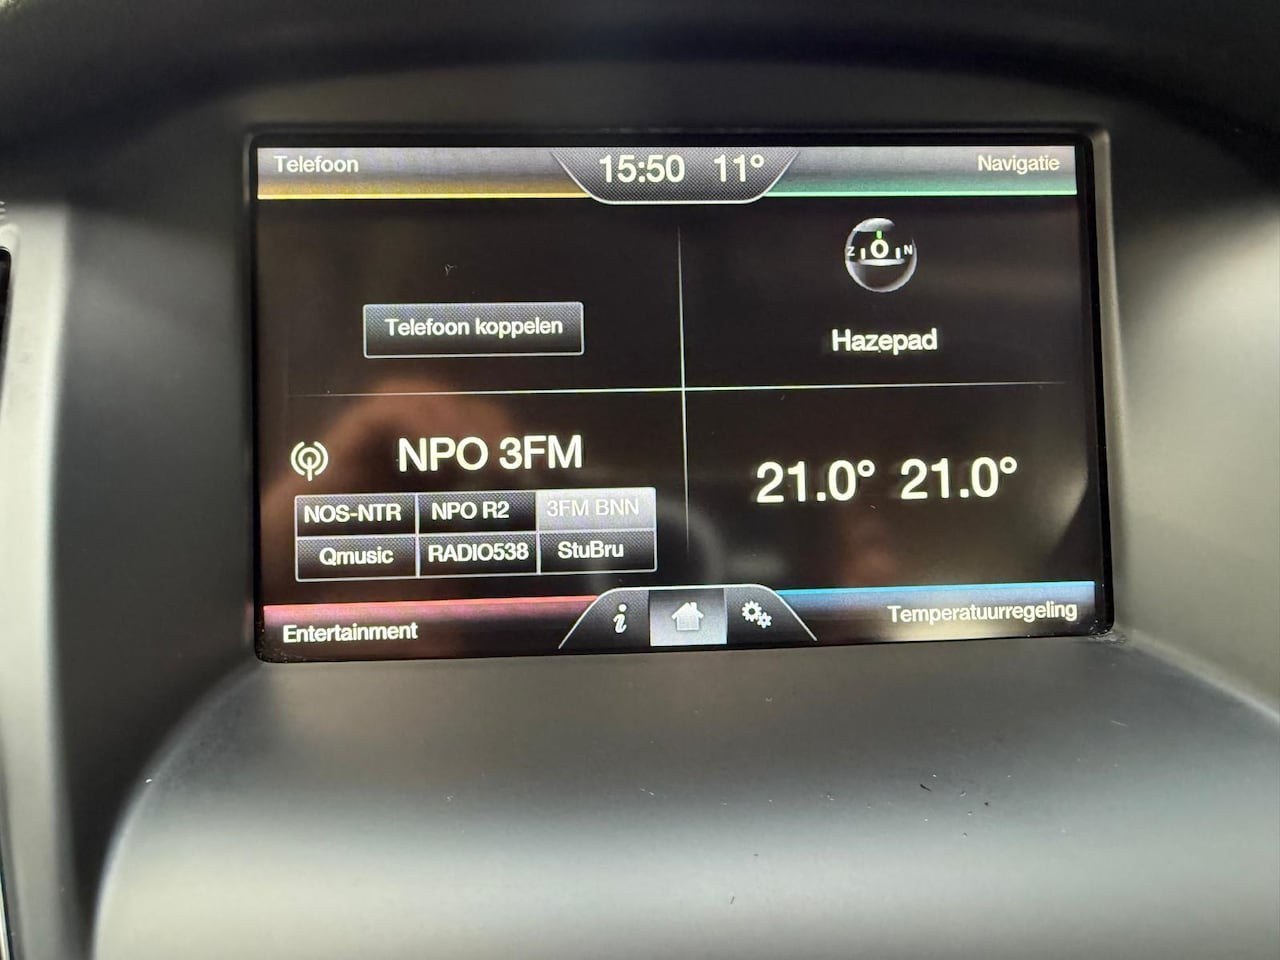 Telefoon
15:50 11°
Navigatie
Z O N
Telefoon koppelen
Hazepad
NPO 3FM
21.0° 21.0°
NOS-NTR NPO R2 3FM BNN
Qmusic RADIO538 StuBru
Entertainment
i
Temperatuurregeling